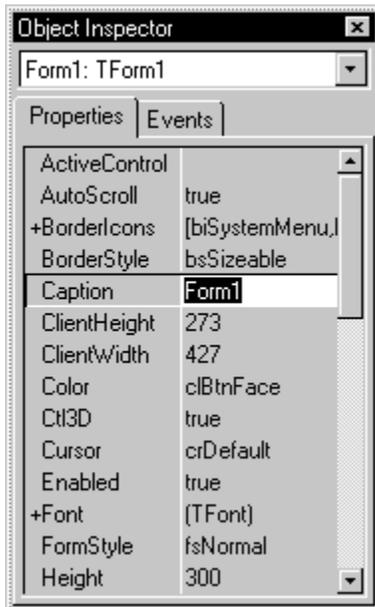 Object Inspector
Form1: TForm1
Properties Events
ActiveControl
AutoScroll true
+BorderIcons [biSystemMenu,
BorderStyle bsSizeable
Caption Form1
ClientHeight 273
ClientWidth 427
Color clBtnFace
Ctl3D true
Cursor crDefault
Enabled true
+Font (TFont)
FormStyle fsNormal
Height 300